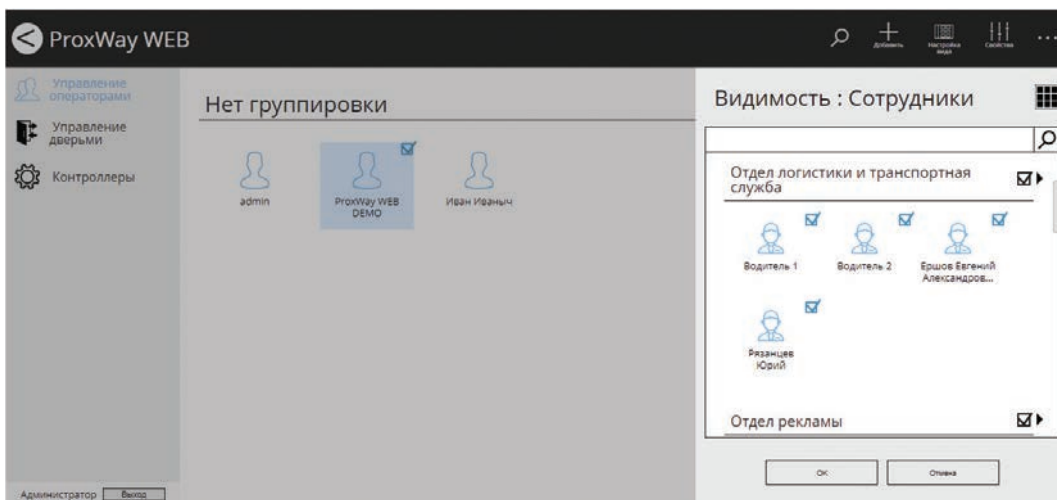 ProxWay WEB
Добавить
Настройка
вида
Свойства
Управление
операторами
Управление
дверьми
Контроллеры
Нет группировки
admin
ProxWay WEB
DEMO
Иван Иваныч
Видимость : Сотрудники
Отдел логистики и транспортная
служба
Водитель 1
Водитель 2
Ершов Евгений
Александров...
Рязанцев
Юрий
Отдел рекламы
OK
Отмена
Администратор
Выход